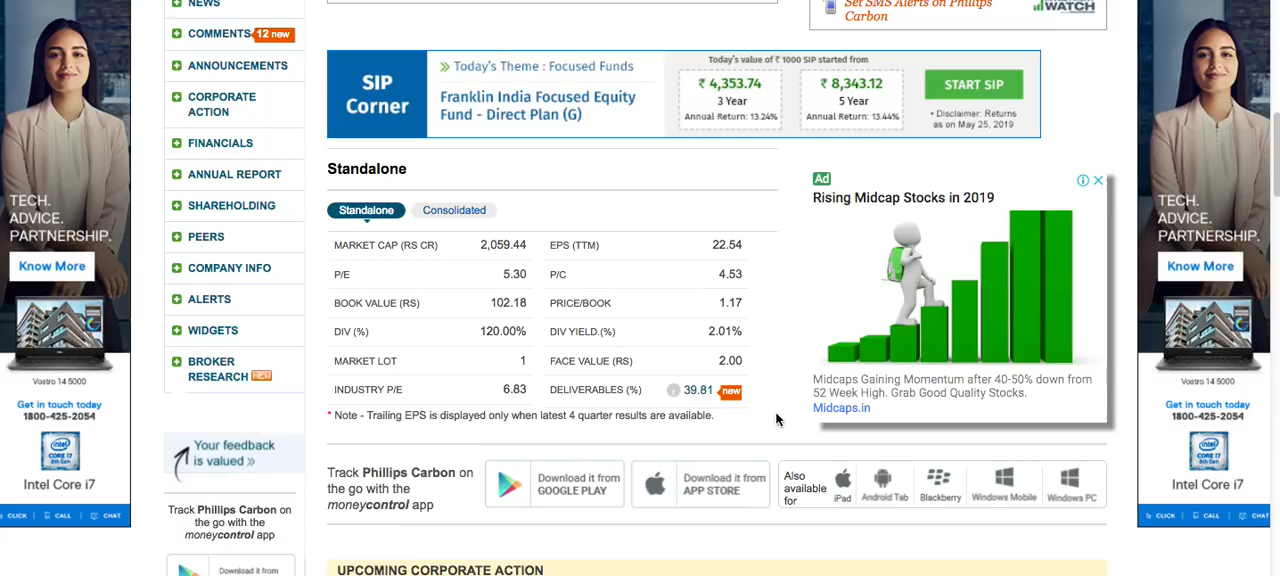 NEWS
COMMENTS 12 new
ANNOUNCEMENTS
CORPORATE
ACTION
FINANCIALS
ANNUAL REPORT
SHAREHOLDING
PEERS
COMPANY INFO
ALERTS
WIDGETS
BROKER
RESEARCH NEW
Your feedback
is valued »
Track Phillips Carbon on
the go with the
moneycontrol app
Download it from
Set SMS Alerts on Phillips
Carbon
WATCH
SIP
Corner
» Today's Theme : Focused Funds
Franklin India Focused Equity
Fund - Direct Plan (G)
Today's value of ₹ 1000 SIP started from
₹ 4,353.74
3 Year
Annual Return: 13.24%
₹ 8,343.12
5 Year
Annual Return: 13.44%
START SIP
• Disclaimer: Returns
as on May 25, 2019
Standalone
Standalone Consolidated
MARKET CAP (RS CR) 2,059.44 EPS (TTM) 22.54
P/E 5.30 P/C 4.53
BOOK VALUE (RS) 102.18 PRICE/BOOK 1.17
DIV (%) 120.00% DIV YIELD.(%) 2.01%
MARKET LOT 1 FACE VALUE (RS) 2.00
INDUSTRY P/E 6.83 DELIVERABLES (%) i 39.81 new
* Note - Trailing EPS is displayed only when latest 4 quarter results are available.
Ad
Rising Midcap Stocks in 2019
Midcaps Gaining Momentum after 40-50% down from
52 Week High. Grab Good Quality Stocks.
Midcaps.in
Track Phillips Carbon on
the go with the
moneycontrol app
Download it from
GOOGLE PLAY
Download it from
APP STORE
Also
available
for
iPad
Android Tab
Blackberry
Windows Mobile
Windows PC
UPCOMING CORPORATE ACTION
TECH.
ADVICE.
PARTNERSHIP.
Know More
Vostro 14 5000
Get in touch today
1800-425-2054
Intel Core i7
CLICK | CALL | CHAT
TECH.
ADVICE.
PARTNERSHIP.
Know More
Vostro 14 5000
Get in touch today
1800-425-2054
Intel Core i7
CLICK | CALL | CHAT